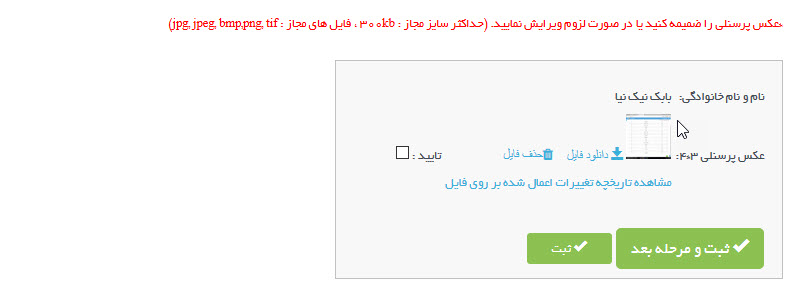 عکس پرسنلی را ضمیمه کنید یا در صورت لزوم ویرایش نمایید. (حداکثر سایز مجاز : 300kb ، فایل های مجاز : jpg, jpeg, bmp,png, tif)
نام و نام خانوادگی: بابک نیک نیا
عکس پرسنلی ۴*۳: دانلود فایل حذف فایل تایید :
مشاهده تاریخچه تغییرات اعمال شده بر روی فایل
ثبت و مرحله بعد ثبت